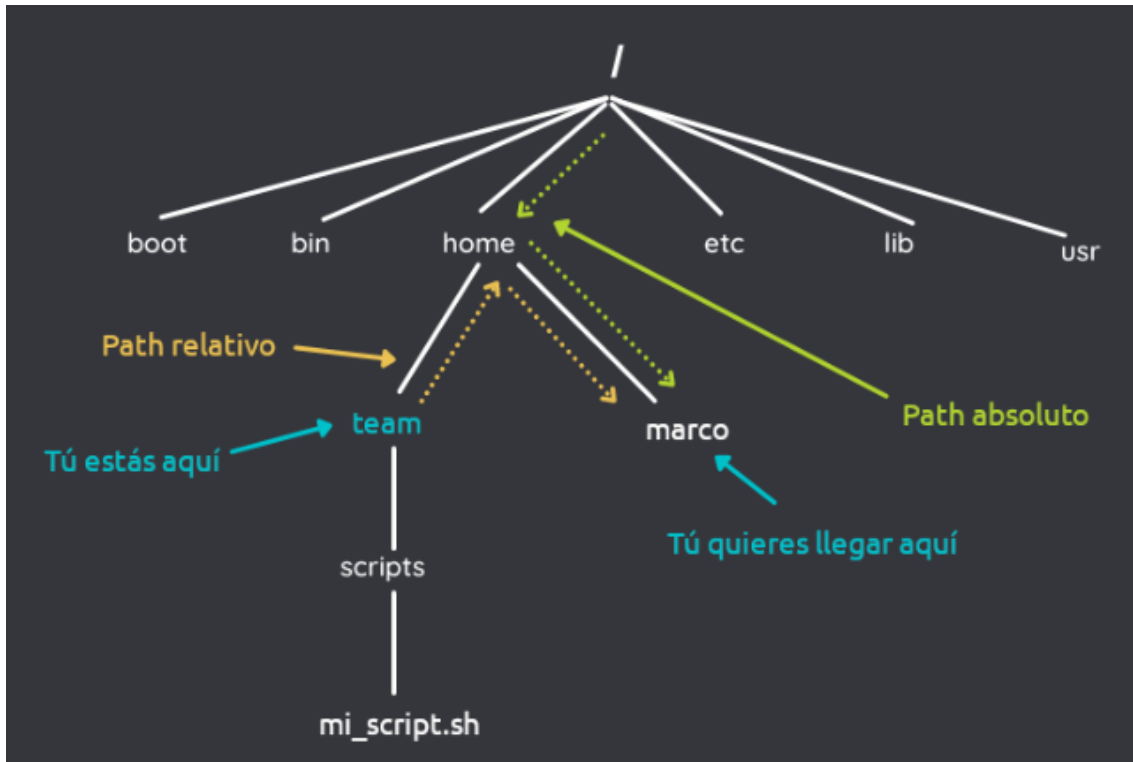 /
boot
bin
home
etc
lib
usr
Path relativo
team
marco
Path absoluto
Tú estás aquí
Tú quieres llegar aquí
scripts
mi_script.sh